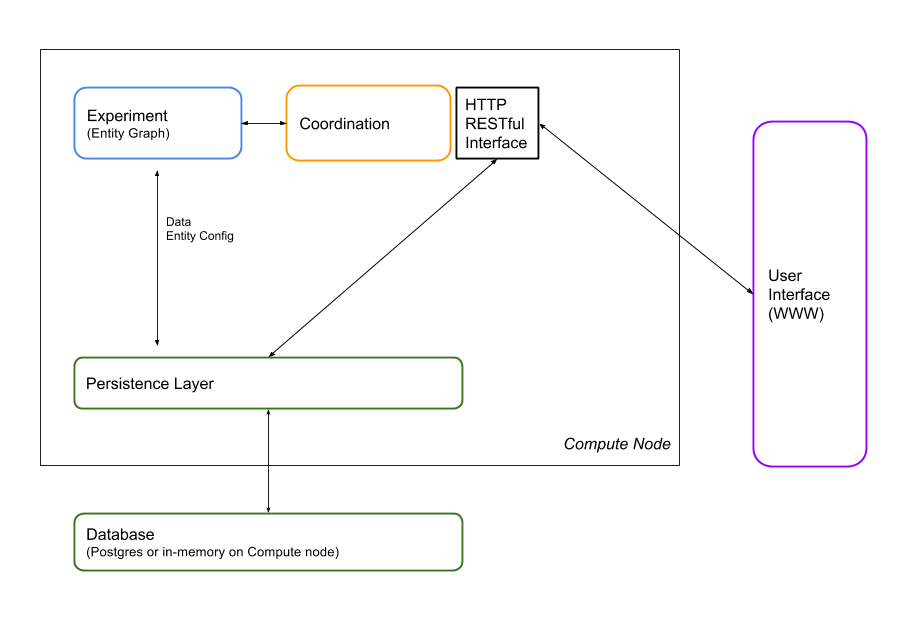 Experiment
(Entity Graph)
Coordination
HTTP
RESTful
Interface
Data
Entity Config
User
Interface
(WWW)
Persistence Layer
Compute Node
Database
(Postgres or in-memory on Compute node)